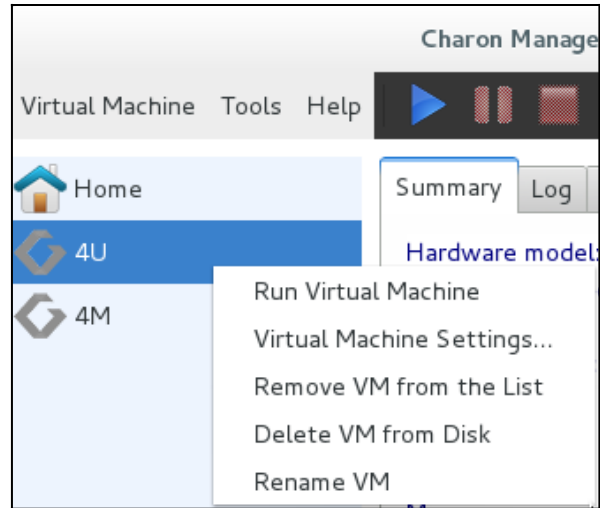 Charon Manage
Virtual Machine Tools Help
Home
Summary Log
4U
Hardware model:
4M
Run Virtual Machine
Virtual Machine Settings...
Remove VM from the List
Delete VM from Disk
Rename VM